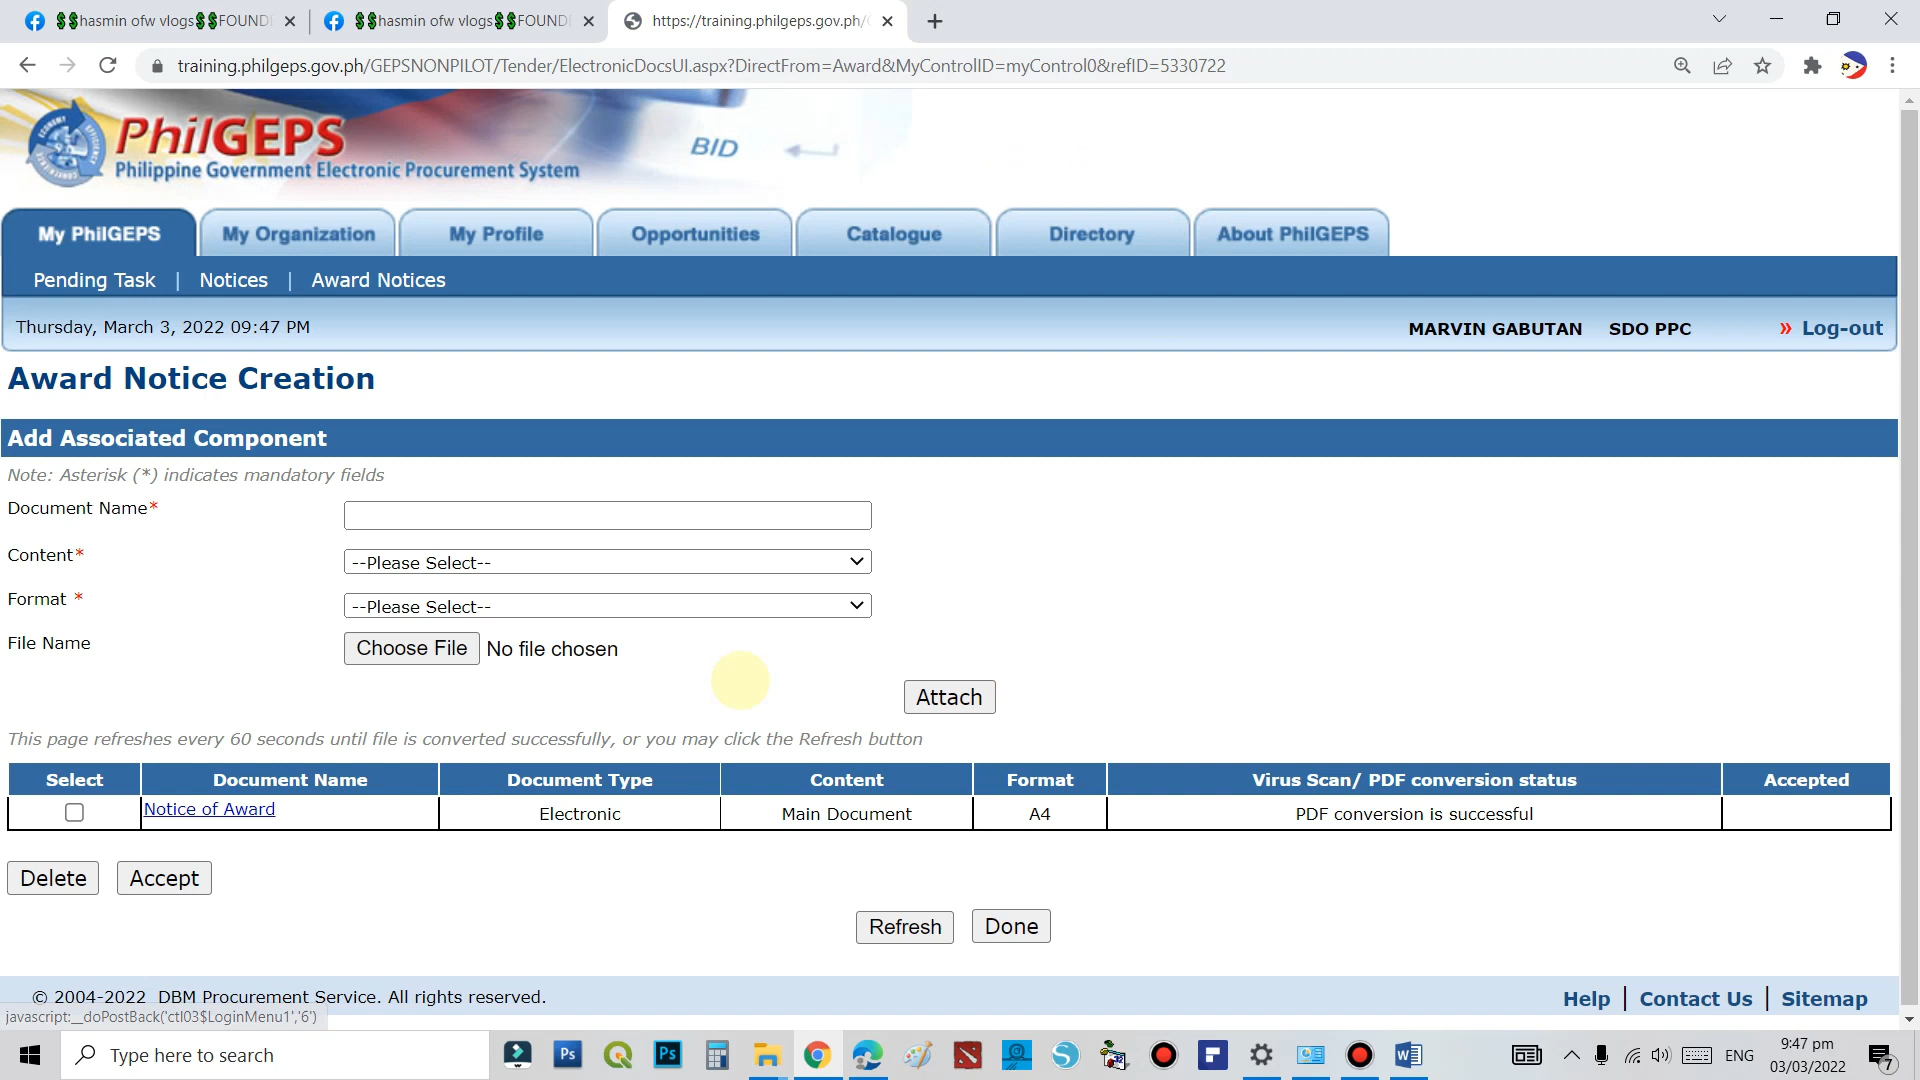 $$hasmin ofw vlogs$$FOUND
$$hasmin ofw vlogs$$FOUND
https://training.philgeps.gov.ph/
training.philgeps.gov.ph/GEPSNONPILOT/Tender/ElectronicDocsUI.aspx?DirectFrom=Award&MyControlID=myControl0&refID=5330722
PhilGEPS
Philippine Government Electronic Procurement System
BID
My PhilGEPS
My Organization
My Profile
Opportunities
Catalogue
Directory
About PhilGEPS
Pending Task | Notices | Award Notices
Thursday, March 3, 2022 09:47 PM
MARVIN GABUTAN SDO PPC » Log-out
Award Notice Creation
Add Associated Component
Note: Asterisk (*) indicates mandatory fields
Document Name*
Content* --Please Select--
Format * --Please Select--
File Name Choose File No file chosen
Attach
This page refreshes every 60 seconds until file is converted successfully, or you may click the Refresh button
Select Document Name Document Type Content Format Virus Scan/ PDF conversion status Accepted
Notice of Award Electronic Main Document A4 PDF conversion is successful
Delete Accept
Refresh Done
© 2004-2022 DBM Procurement Service. All rights reserved.
Help | Contact Us | Sitemap
javascript:__doPostBack('ctl03$LoginMenu1','6')
Type here to search
Ps
Ps
ENG
9:47 pm
03/03/2022
7